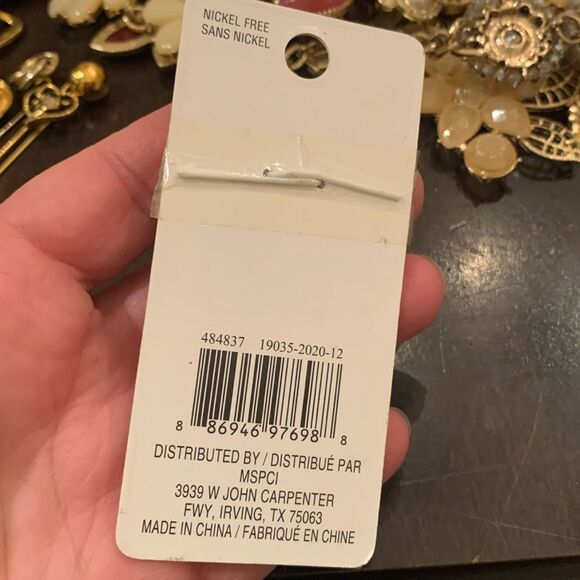 NICKEL FREE
SANS NICKEL
484837 19035-2020-12
8 86946 97698 8
DISTRIBUTED BY / DISTRIBUÉ PAR
MSPCI
3939 W JOHN CARPENTER
FWY, IRVING, TX 75063
MADE IN CHINA / FABRIQUÉ EN CHINE